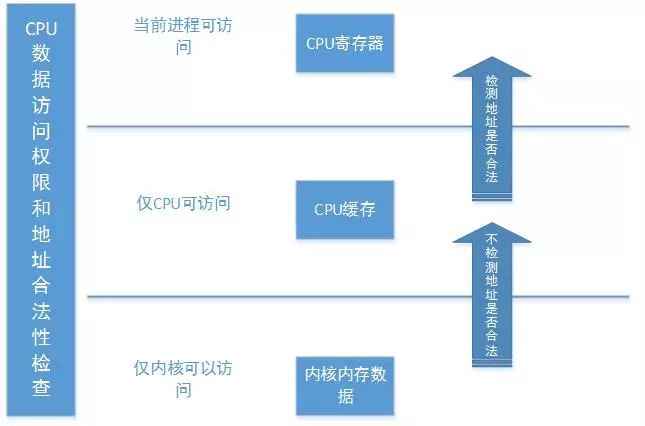 CPU
数
据
访
问
权
限
和
地
址
合
法
性
检
查
当前进程可访
问
CPU寄存器
检测地址是否合法
仅CPU可访问
CPU缓存
不检测地址是否合法
仅内核可以访
问
内核内存数
据